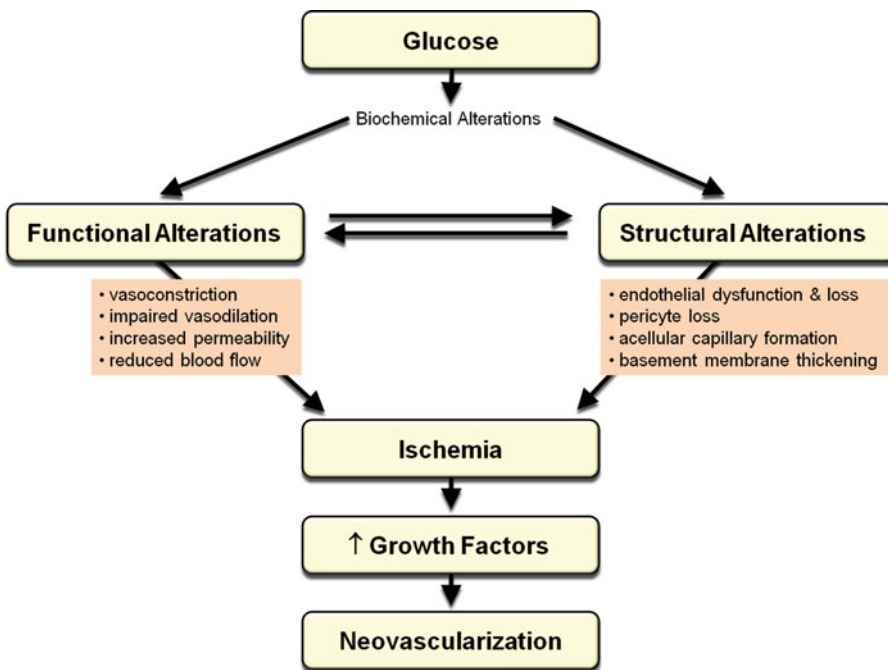 Glucose
Biochemical Alterations
Functional Alterations
Structural Alterations
• vasoconstriction
• impaired vasodilation
• increased permeability
• reduced blood flow
• endothelial dysfunction & loss
• pericyte loss
• acellular capillary formation
• basement membrane thickening
Ischemia
↑ Growth Factors
Neovascularization